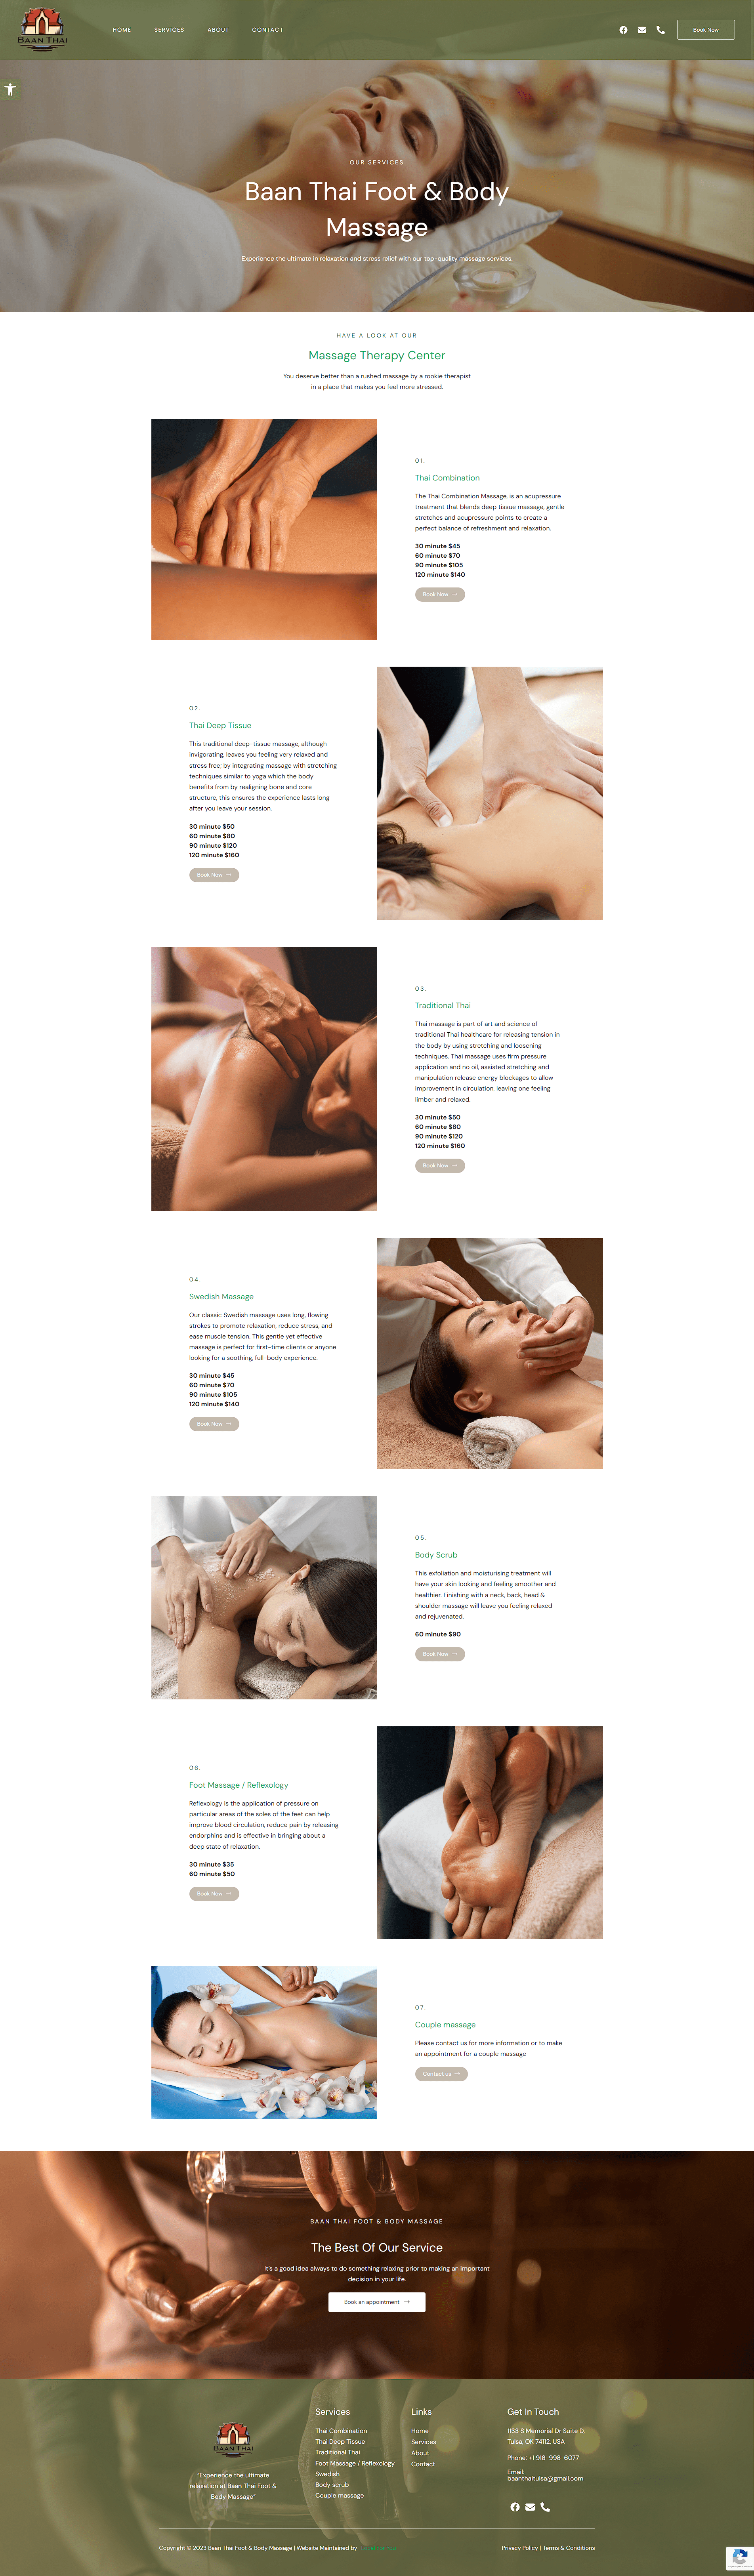 BAAN THAI
HOME
SERVICES
ABOUT
CONTACT
Book Now
OUR SERVICES
Baan Thai Foot & Body
Massage
Experience the ultimate in relaxation and stress relief with our top-quality massage services.
HAVE A LOOK AT OUR
Massage Therapy Center
You deserve better than a rushed massage by a rookie therapist
in a place that makes you feel more stressed.
01.
Thai Combination
The Thai Combination Massage, is an acupressure
treatment that blends deep tissue massage, gentle
stretches and acupressure points to create a
perfect balance of refreshment and relaxation.
30 minute $45
60 minute $70
90 minute $105
120 minute $140
Book Now
02.
Thai Deep Tissue
This traditional deep-tissue massage, although
invigorating, leaves you feeling very relaxed and
stress free; by integrating massage with stretching
techniques similar to yoga which the body
benefits from by realigning bone and core
structure, this ensures the experience lasts long
after you leave your session.
30 minute $50
60 minute $80
90 minute $120
120 minute $160
Book Now
03.
Traditional Thai
Thai massage is part of art and science of
traditional Thai healthcare for releasing tension in
the body by using stretching and loosening
techniques. Thai massage uses firm pressure
application and no oil, assisted stretching and
manipulation release energy blockages to allow
improvement in circulation, leaving one feeling
limber and relaxed.
30 minute $50
60 minute $80
90 minute $120
120 minute $160
Book Now
04.
Swedish Massage
Our classic Swedish massage uses long, flowing
strokes to promote relaxation, reduce stress, and
ease muscle tension. This gentle yet effective
massage is perfect for first-time clients or anyone
looking for a soothing, full-body experience.
30 minute $45
60 minute $70
90 minute $105
120 minute $140
Book Now
05.
Body Scrub
This exfoliation and moisturising treatment will
have your skin looking and feeling smoother and
healthier. Finishing with a neck, back, head &
shoulder massage will leave you feeling relaxed
and rejuvenated.
60 minute $90
Book Now
06.
Foot Massage / Reflexology
Reflexology is the application of pressure on
particular areas of the soles of the feet can help
improve blood circulation, reduce pain by releasing
endorphins and is effective in bringing about a
deep state of relaxation.
30 minute $35
60 minute $50
Book Now
07.
Couple massage
Please contact us for more information or to make
an appointment for a couple massage
Contact us
BAAN THAI FOOT & BODY MASSAGE
The Best Of Our Service
It's a good idea always to do something relaxing prior to making an important
decision in your life.
Book an appointment
BAAN THAI
"Experience the ultimate
relaxation at Baan Thai Foot &
Body Massage"
Services
Thai Combination
Thai Deep Tissue
Traditional Thai
Foot Massage / Reflexology
Swedish
Body scrub
Couple massage
Links
Home
Services
About
Contact
Get In Touch
1133 S Memorial Dr Suite D,
Tulsa, OK 74112, USA
Phone: +1 918-998-6077
Email:
baanthaitulsa@gmail.com
Copyright © 2023 Baan Thai Foot & Body Massage | Website Maintained by
Privacy Policy | Terms & Conditions